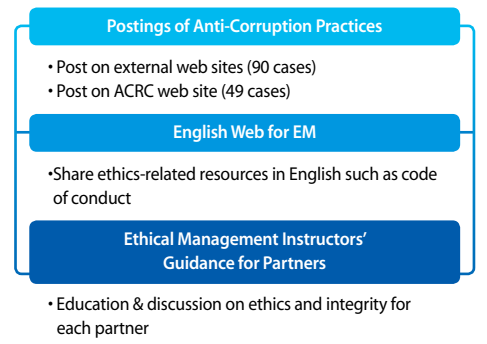 Postings of Anti-Corruption Practices
• Post on external web sites (90 cases)
• Post on ACRC web site (49 cases)
English Web for EM
•Share ethics-related resources in English such as code
of conduct
Ethical Management Instructors’
Guidance for Partners
• Education & discussion on ethics and integrity for
each partner